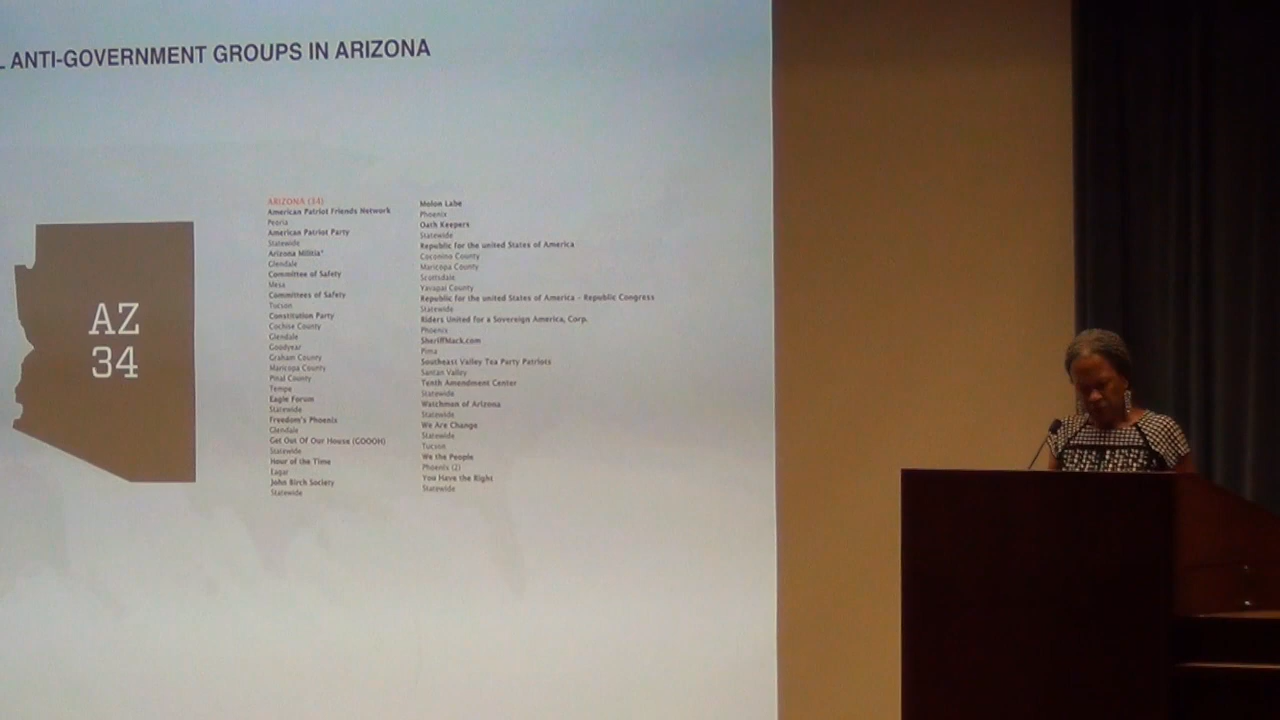 ANTI-GOVERNMENT GROUPS IN ARIZONA
AZ
34
ARIZONA (34)
American Patriot Friends Network
Peoria
American Patriot Party
Statewide
Arizona Militia*
Glendale
Committee of Safety
Mesa
Committees of Safety
Tucson
Constitution Party
Cochise County
Glendale
Goodyear
Graham County
Maricopa County
Pinal County
Tempe
Eagle Forum
Statewide
Freedom's Phoenix
Glendale
Get Out Of Our House (GOOOH)
Statewide
Hour of the Time
Eagar
John Birch Society
Statewide
Molon Labe
Phoenix
Oath Keepers
Statewide
Republic for the united States of America
Coconino County
Maricopa County
Scottsdale
Yavapai County
Republic for the united States of America - Republic Congress
Statewide
Riders United for a Sovereign America, Corp.
Phoenix
SheriffMack.com
Pima
Southeast Valley Tea Party Patriots
Santan Valley
Tenth Amendment Center
Statewide
Watchman of Arizona
Statewide
We Are Change
Statewide
Tucson
We the People
Phoenix (2)
You Have the Right
Statewide